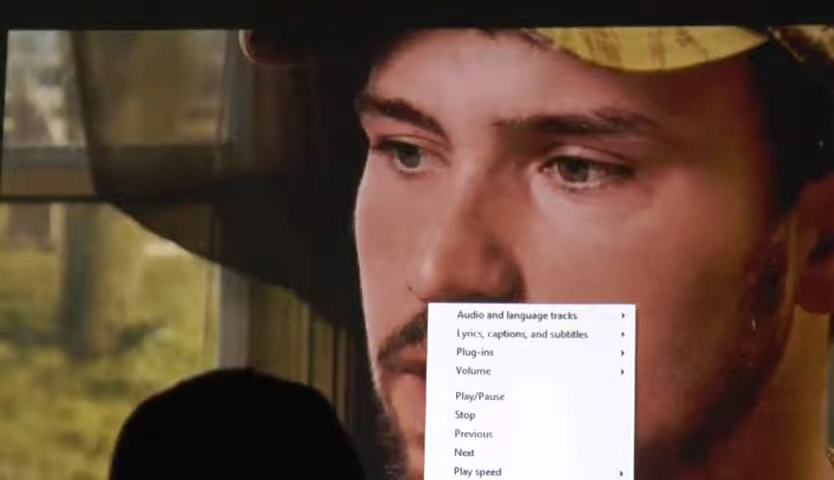 Audio and language tracks
Lyrics, captions, and subtitles
Plug-ins
Volume
Play/Pause
Stop
Previous
Next
Play speed